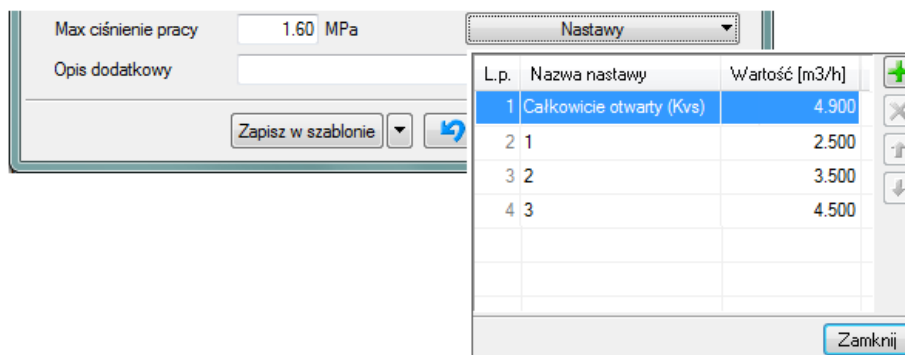 Max ciśnienie pracy 1.60 MPa Nastawy
Opis dodatkowy
Zapisz w szablonie
L.p. Nazwa nastawy Wartość [m3/h]
1 Całkowicie otwarty (Kvs) 4.900
2 1 2.500
3 2 3.500
4 3 4.500
Zamknij